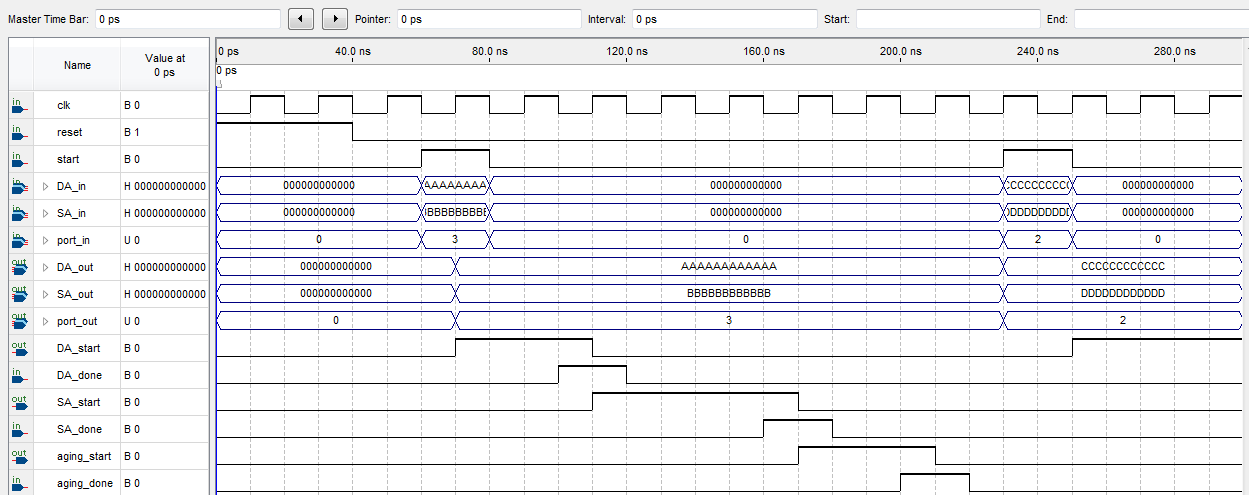 Master Time Bar: 0 ps Pointer: 0 ps Interval: 0 ps Start: End:
Name Value at 0 ps
0 ps 40.0 ns 80.0 ns 120.0 ns 160.0 ns 200.0 ns 240.0 ns 280.0 ns
0 ps
in clk B 0
in reset B 1
in start B 0
in DA_in H 000000000000 000000000000 AAAAAAAA 000000000000 CCCCCCCCCC 000000000000
in SA_in H 000000000000 000000000000 BBBBBBBBB 000000000000 DDDDDDDDDD 000000000000
in port_in U 0 0 3 0 2 0
out DA_out H 000000000000 000000000000 AAAAAAAAAAAA CCCCCCCCCCCC
out SA_out H 000000000000 000000000000 BBBBBBBBBBBB DDDDDDDDDDDD
out port_out U 0 0 3 2
out DA_start B 0
in DA_done B 0
out SA_start B 0
in SA_done B 0
out aging_start B 0
in aging_done B 0